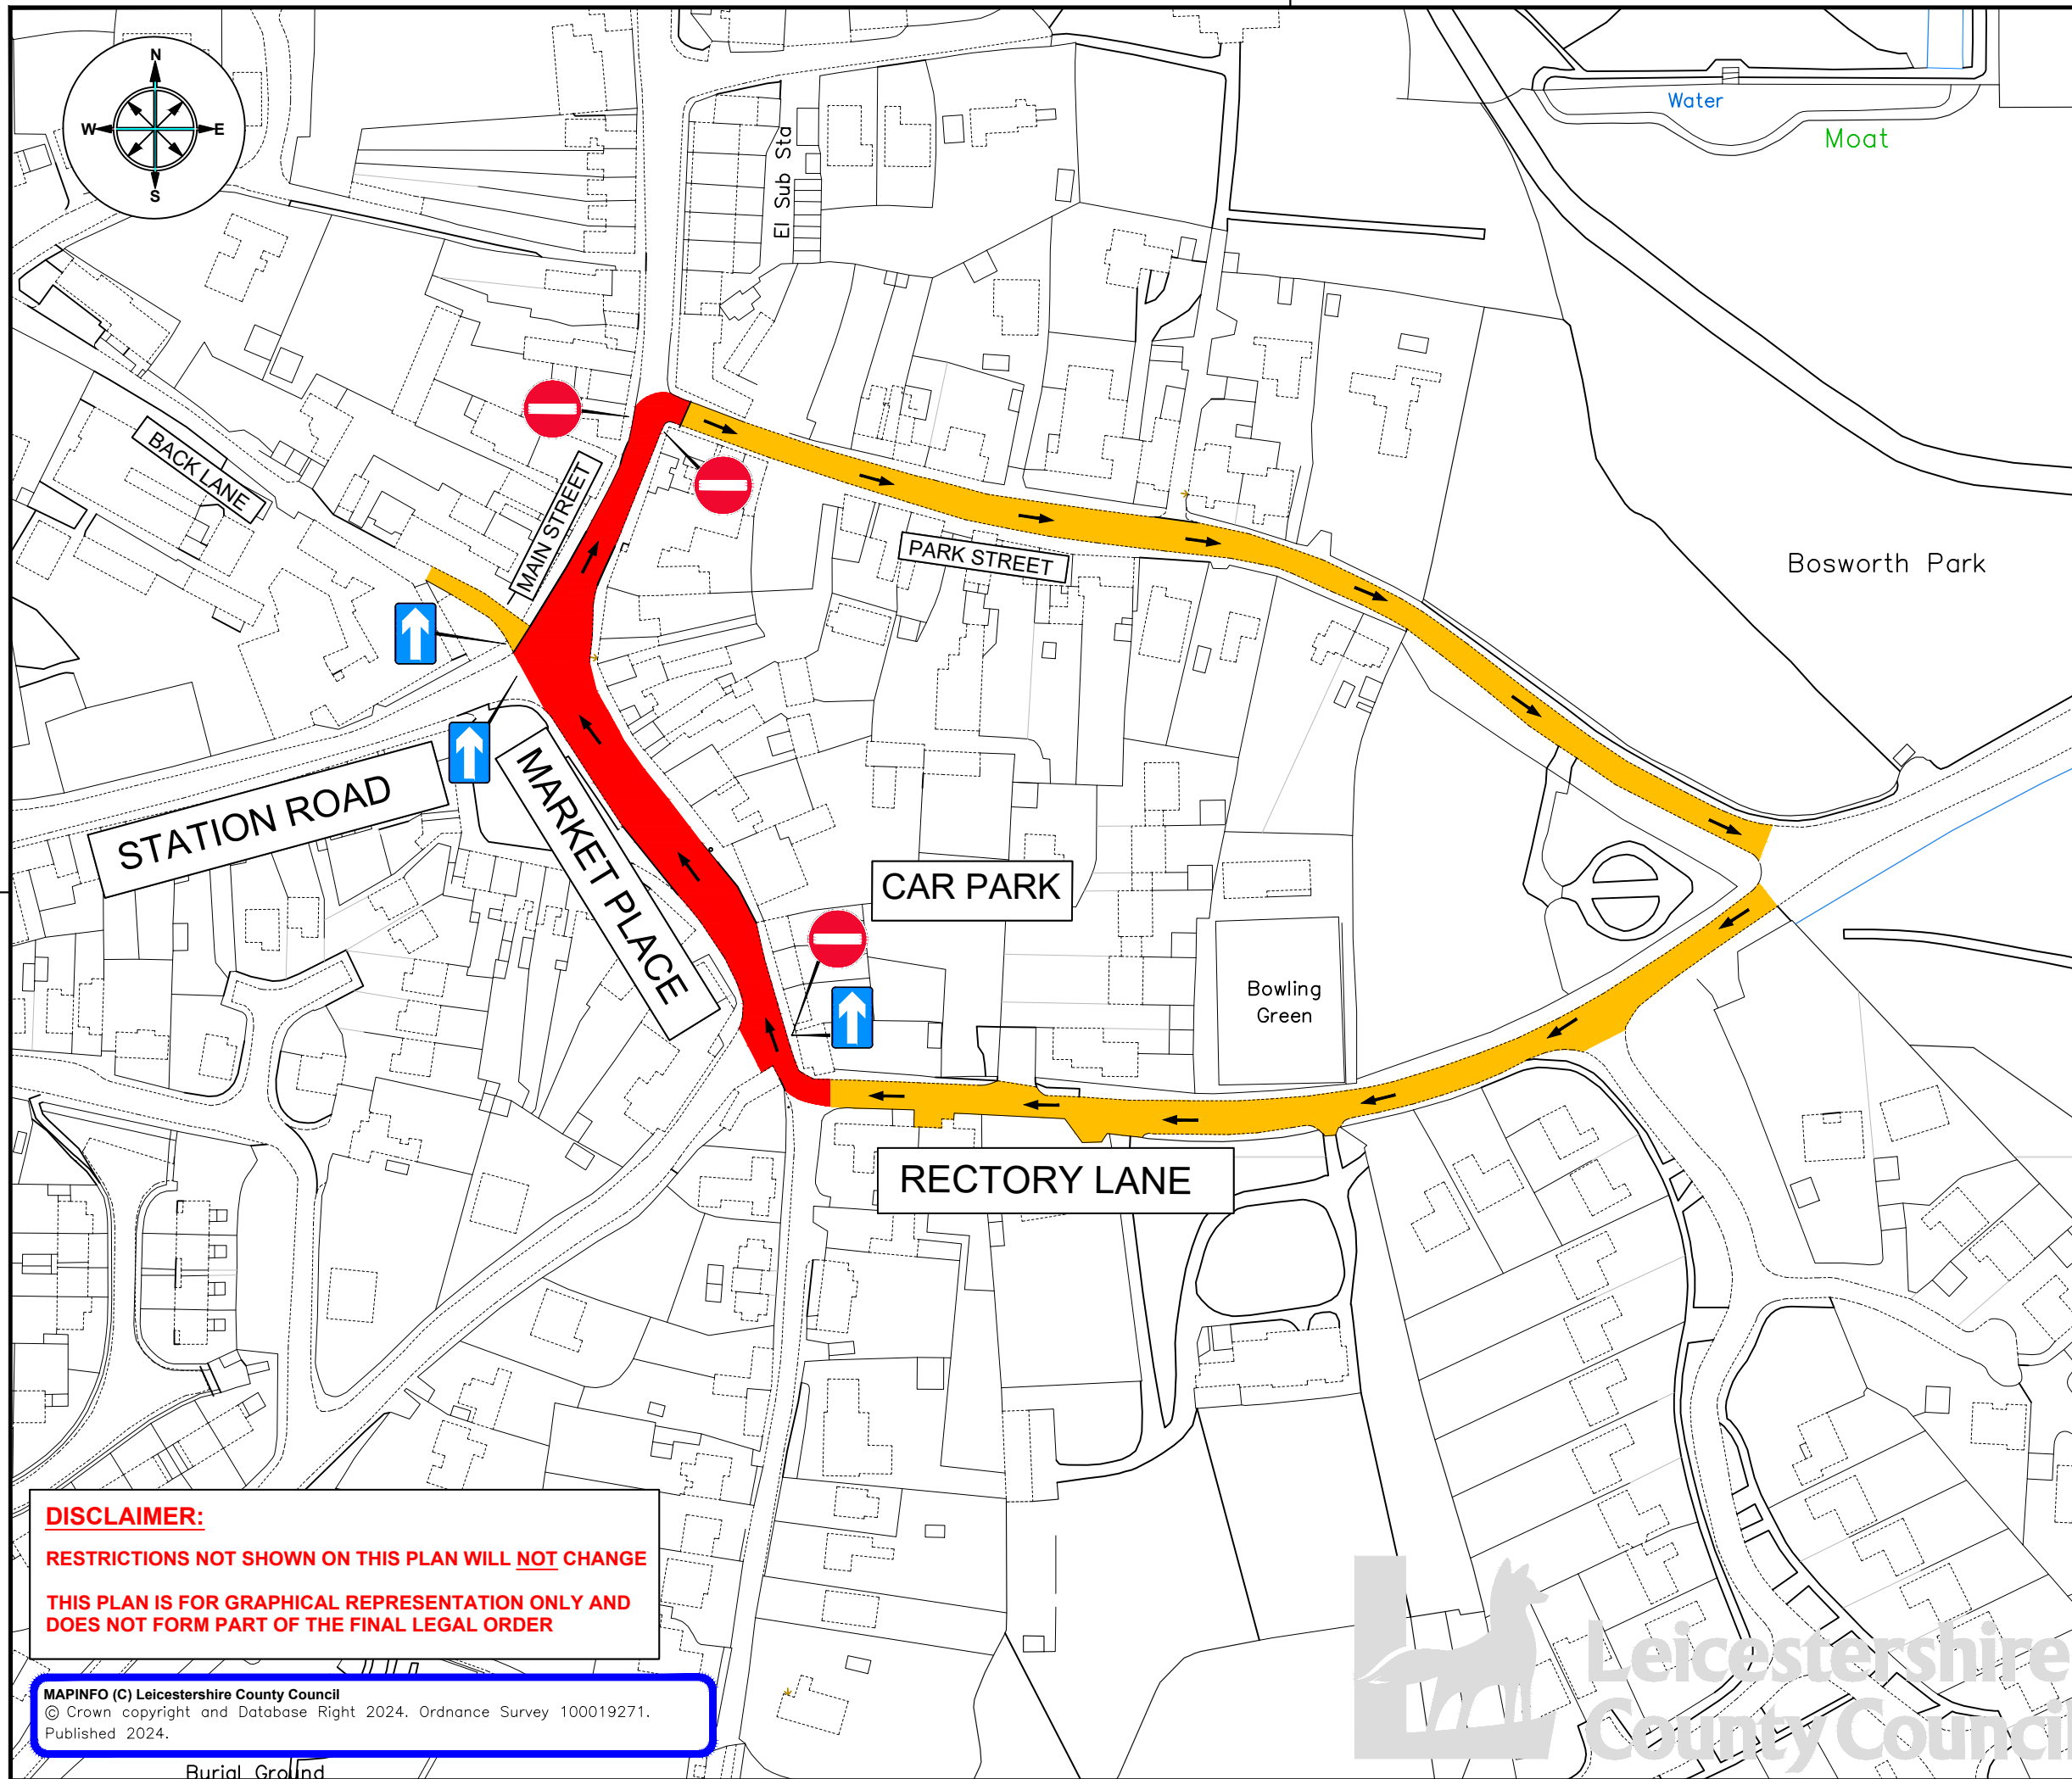 N
W E
S
El Sub Sta
Water
Moat
BACK LANE
MAIN STREET
PARK STREET
Bosworth Park
STATION ROAD
MARKET PLACE
CAR PARK
Bowling
Green
RECTORY LANE
DISCLAIMER:
RESTRICTIONS NOT SHOWN ON THIS PLAN WILL NOT CHANGE
THIS PLAN IS FOR GRAPHICAL REPRESENTATION ONLY AND
DOES NOT FORM PART OF THE FINAL LEGAL ORDER
MAPINFO (C) Leicestershire County Council
© Crown copyright and Database Right 2024. Ordnance Survey 100019271.
Published 2024.
Burial Ground
Leicestershire
County Council